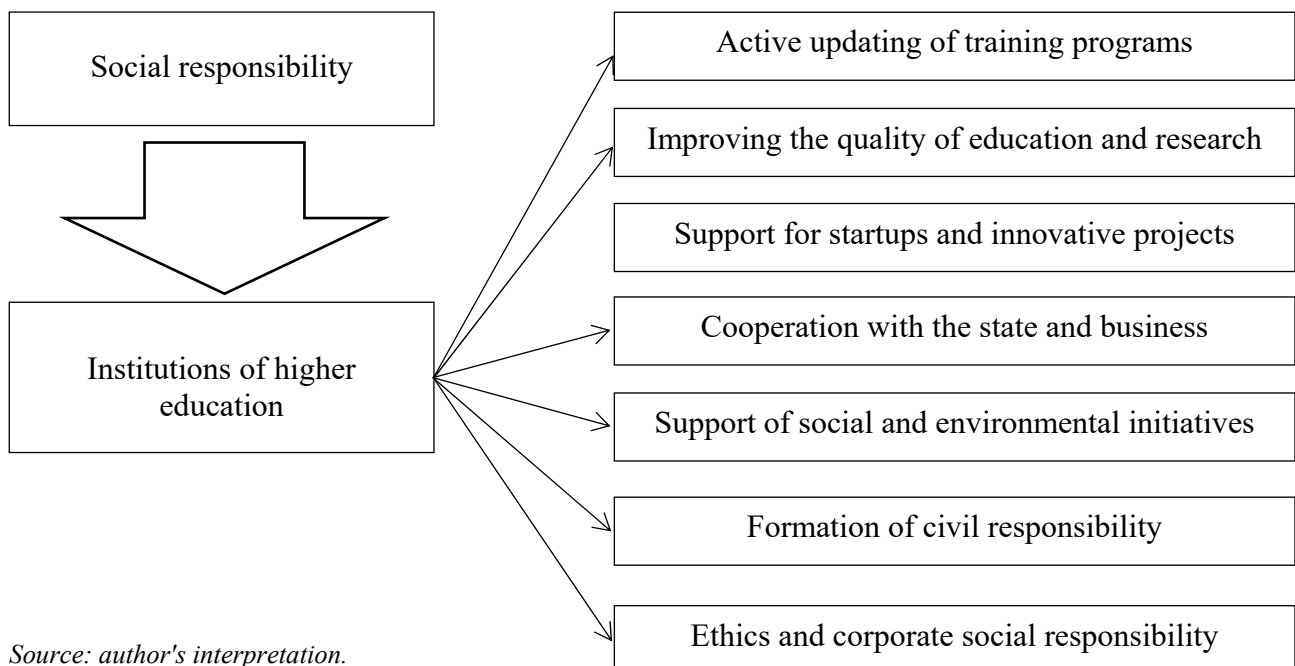 Social responsibility
Institutions of higher
education
Active updating of training programs
Improving the quality of education and research
Support for startups and innovative projects
Cooperation with the state and business
Support of social and environmental initiatives
Formation of civil responsibility
Ethics and corporate social responsibility
Source: author's interpretation.